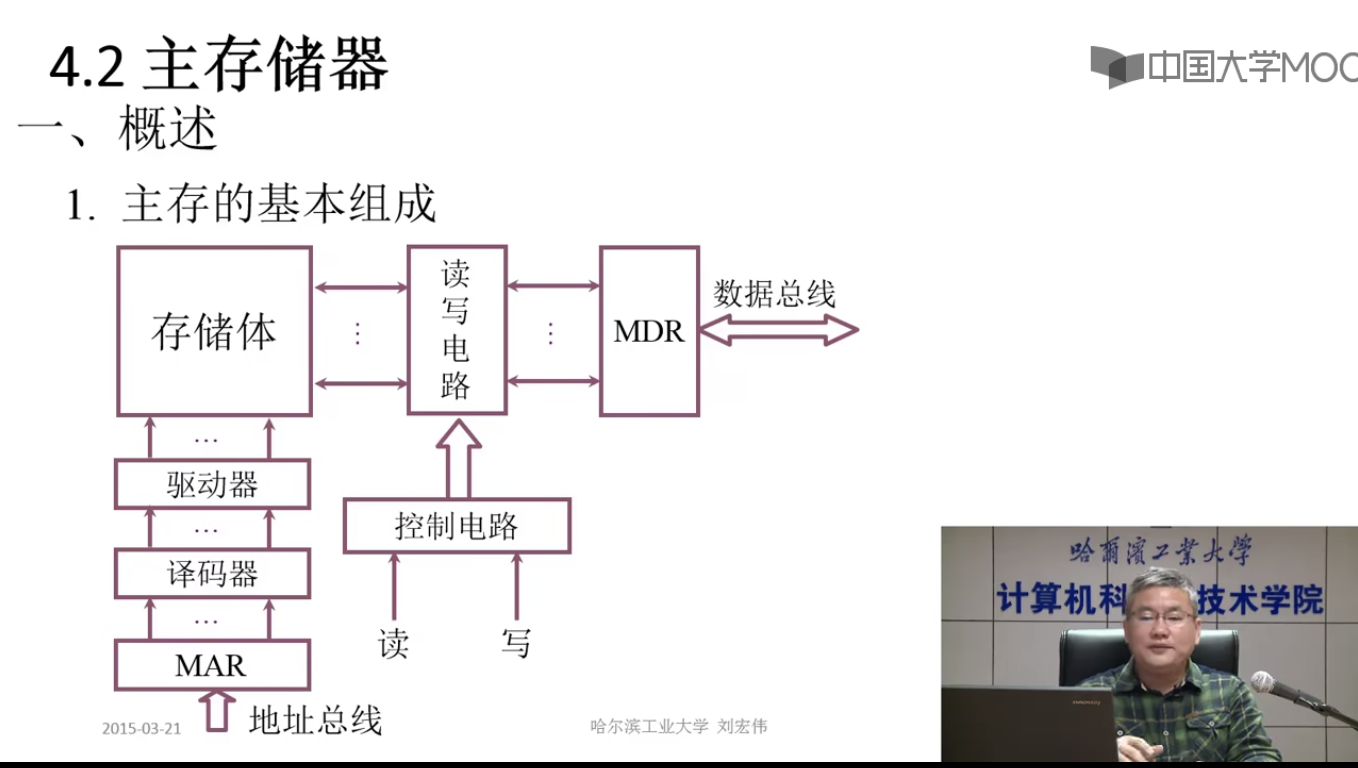 4.2 主存储器
中国大学MOO
一、概述
1. 主存的基本组成
存储体
读写电路
MDR
数据总线
驱动器
控制电路
译码器
读
写
MAR
地址总线
2015-03-21
哈尔滨工业大学 刘宏伟
哈尔滨工业大学
计算机科
技术学院